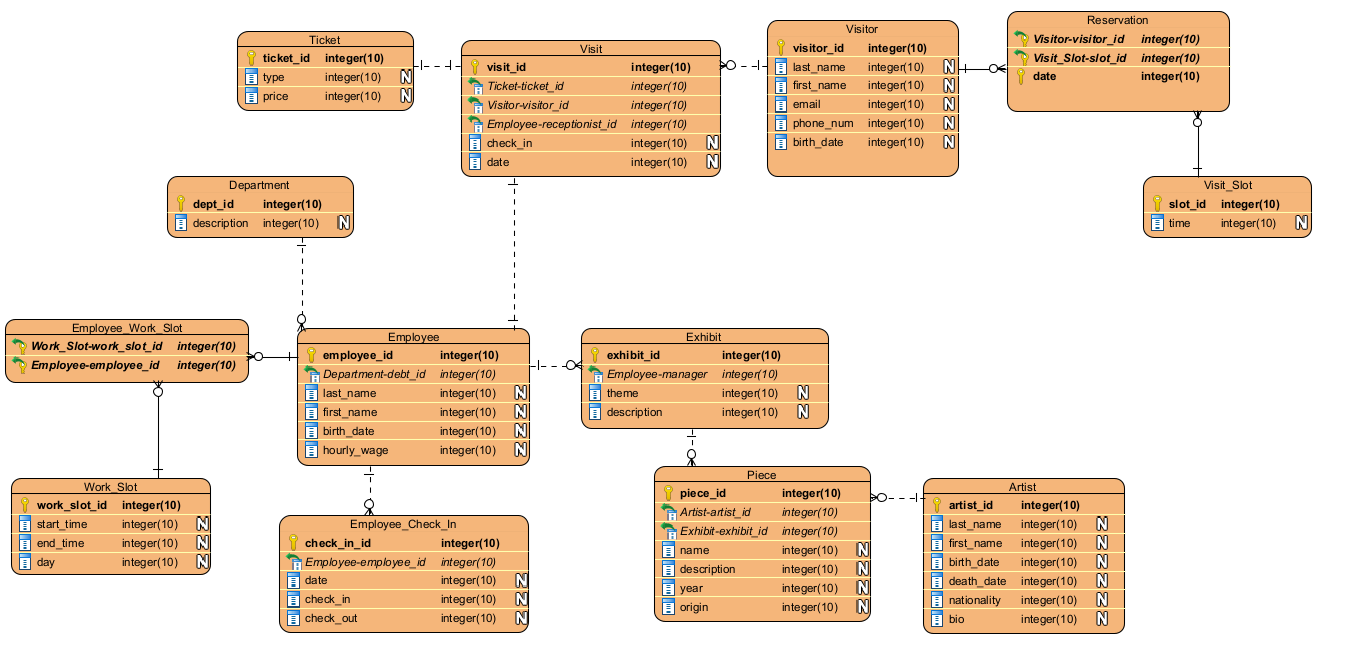 Ticket
ticket_id integer(10)
type integer(10) N
price integer(10) N
Visit
visit_id integer(10)
Ticket-ticket_id integer(10)
Visitor-visitor_id integer(10)
Employee-receptionist_id integer(10)
check_in integer(10) N
date integer(10) N
Visitor
visitor_id integer(10)
last_name integer(10) N
first_name integer(10) N
email integer(10) N
phone_num integer(10) N
birth_date integer(10) N
Reservation
Visitor-visitor_id integer(10)
Visit_Slot-slot_id integer(10)
date integer(10)
Department
dept_id integer(10)
description integer(10) N
Visit_Slot
slot_id integer(10)
time integer(10) N
Employee_Work_Slot
Work_Slot-work_slot_id integer(10)
Employee-employee_id integer(10)
Employee
employee_id integer(10)
Department-debt_id integer(10)
last_name integer(10) N
first_name integer(10) N
birth_date integer(10) N
hourly_wage integer(10) N
Exhibit
exhibit_id integer(10)
Employee-manager integer(10)
theme integer(10) N
description integer(10) N
Work_Slot
work_slot_id integer(10)
start_time integer(10) N
end_time integer(10) N
day integer(10) N
Employee_Check_In
check_in_id integer(10)
Employee-employee_id integer(10)
date integer(10) N
check_in integer(10) N
check_out integer(10) N
Piece
piece_id integer(10)
Artist-artist_id integer(10)
Exhibit-exhibit_id integer(10)
name integer(10) N
description integer(10) N
year integer(10) N
origin integer(10) N
Artist
artist_id integer(10)
last_name integer(10) N
first_name integer(10) N
birth_date integer(10) N
death_date integer(10) N
nationality integer(10) N
bio integer(10) N